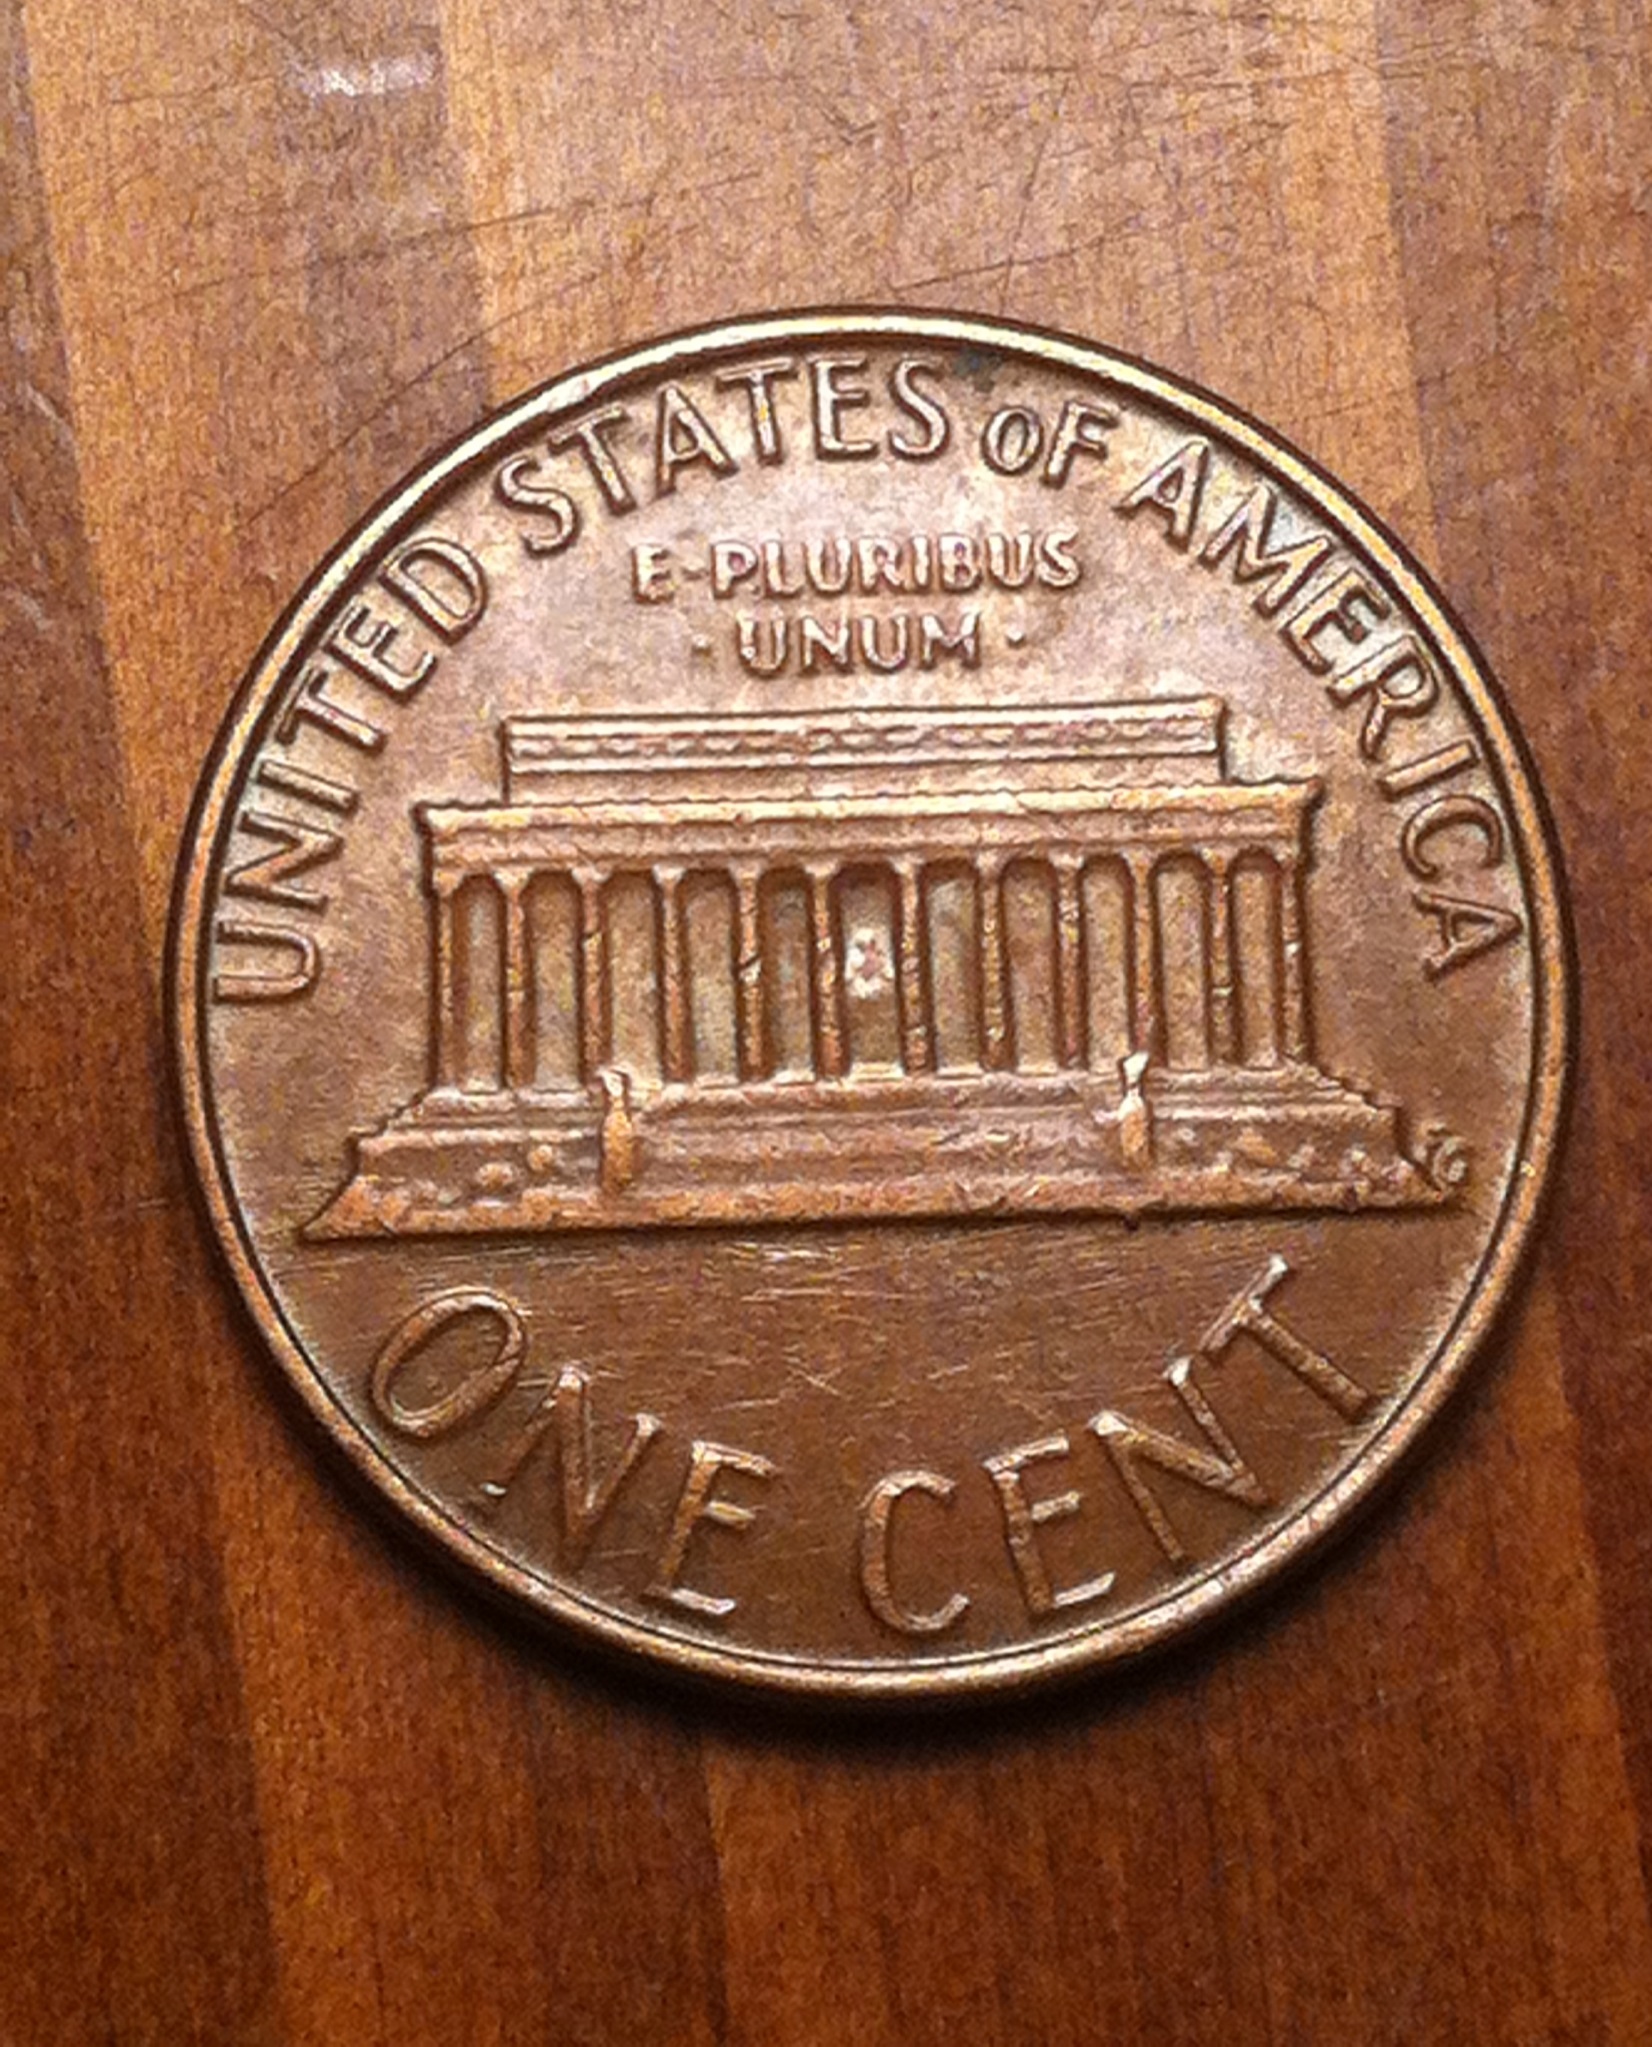 UNITED STATES OF AMERICA
E·PLURIBUS
· UNUM ·
ONE CENT